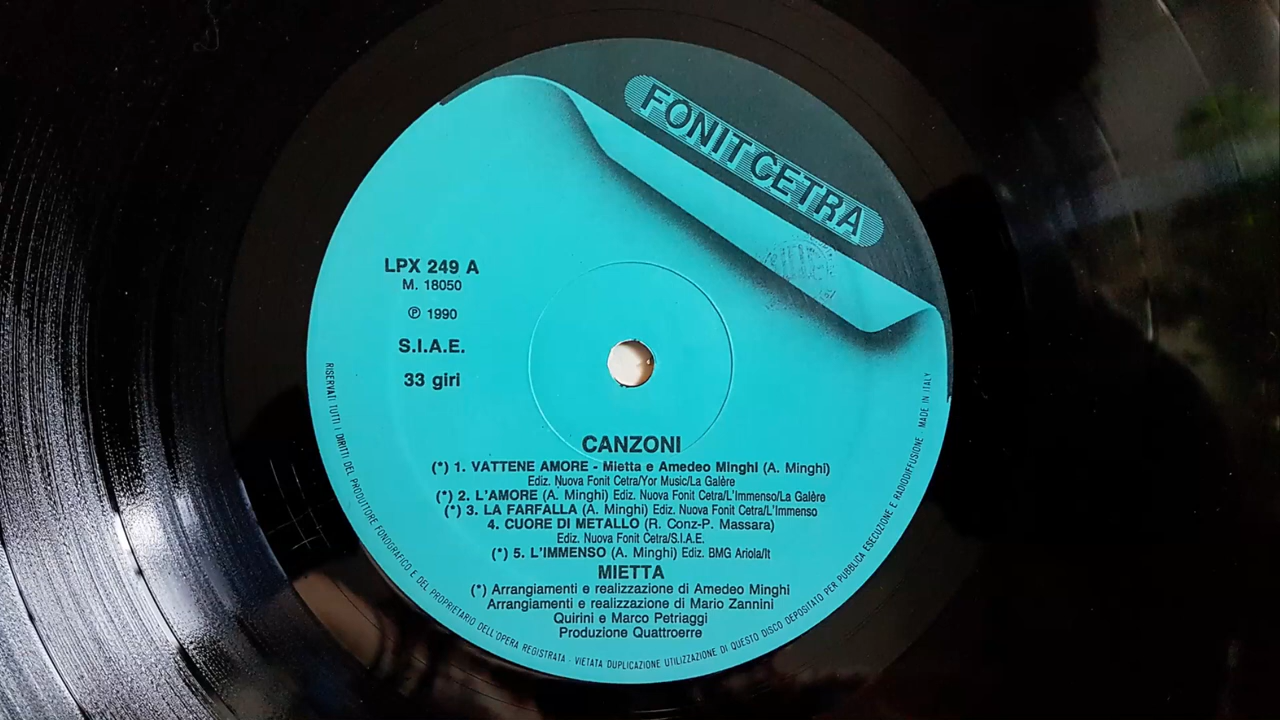 FONIT CETRA
LPX 249 A
M. 18050
℗ 1990
S.I.A.E.
33 giri
CANZONI
(*) 1. VATTENE AMORE - Mietta e Amedeo Minghi (A. Minghi)
Ediz. Nuova Fonit Cetra/Yor Music/La Galère
(*) 2. L'AMORE (A. Minghi) Ediz. Nuova Fonit Cetra/L'Immenso/La Galère
(*) 3. LA FARFALLA (A. Minghi) Ediz. Nuova Fonit Cetra/L'Immenso
4. CUORE DI METALLO (R. Conz-P. Massara)
Ediz. Nuova Fonit Cetra/S.I.A.E.
(*) 5. L'IMMENSO (A. Minghi) Ediz. BMG Ariola/It
MIETTA
(*) Arrangiamenti e realizzazione di Amedeo Minghi
Arrangiamenti e realizzazione di Mario Zannini
Quirini e Marco Petriaggi
Produzione Quattroerre
RISERVATI TUTTI I DIRITTI DEL PRODUTTORE FONOGRAFICO E DEL PROPRIETARIO DELL'OPERA REGISTRATA - VIETATA DUPLICAZIONE UTILIZZAZIONE DI QUESTO DISCO DEPOSITATO PER PUBBLICA ESECUZIONE E RADIODIFFUSIONE - MADE IN ITALY